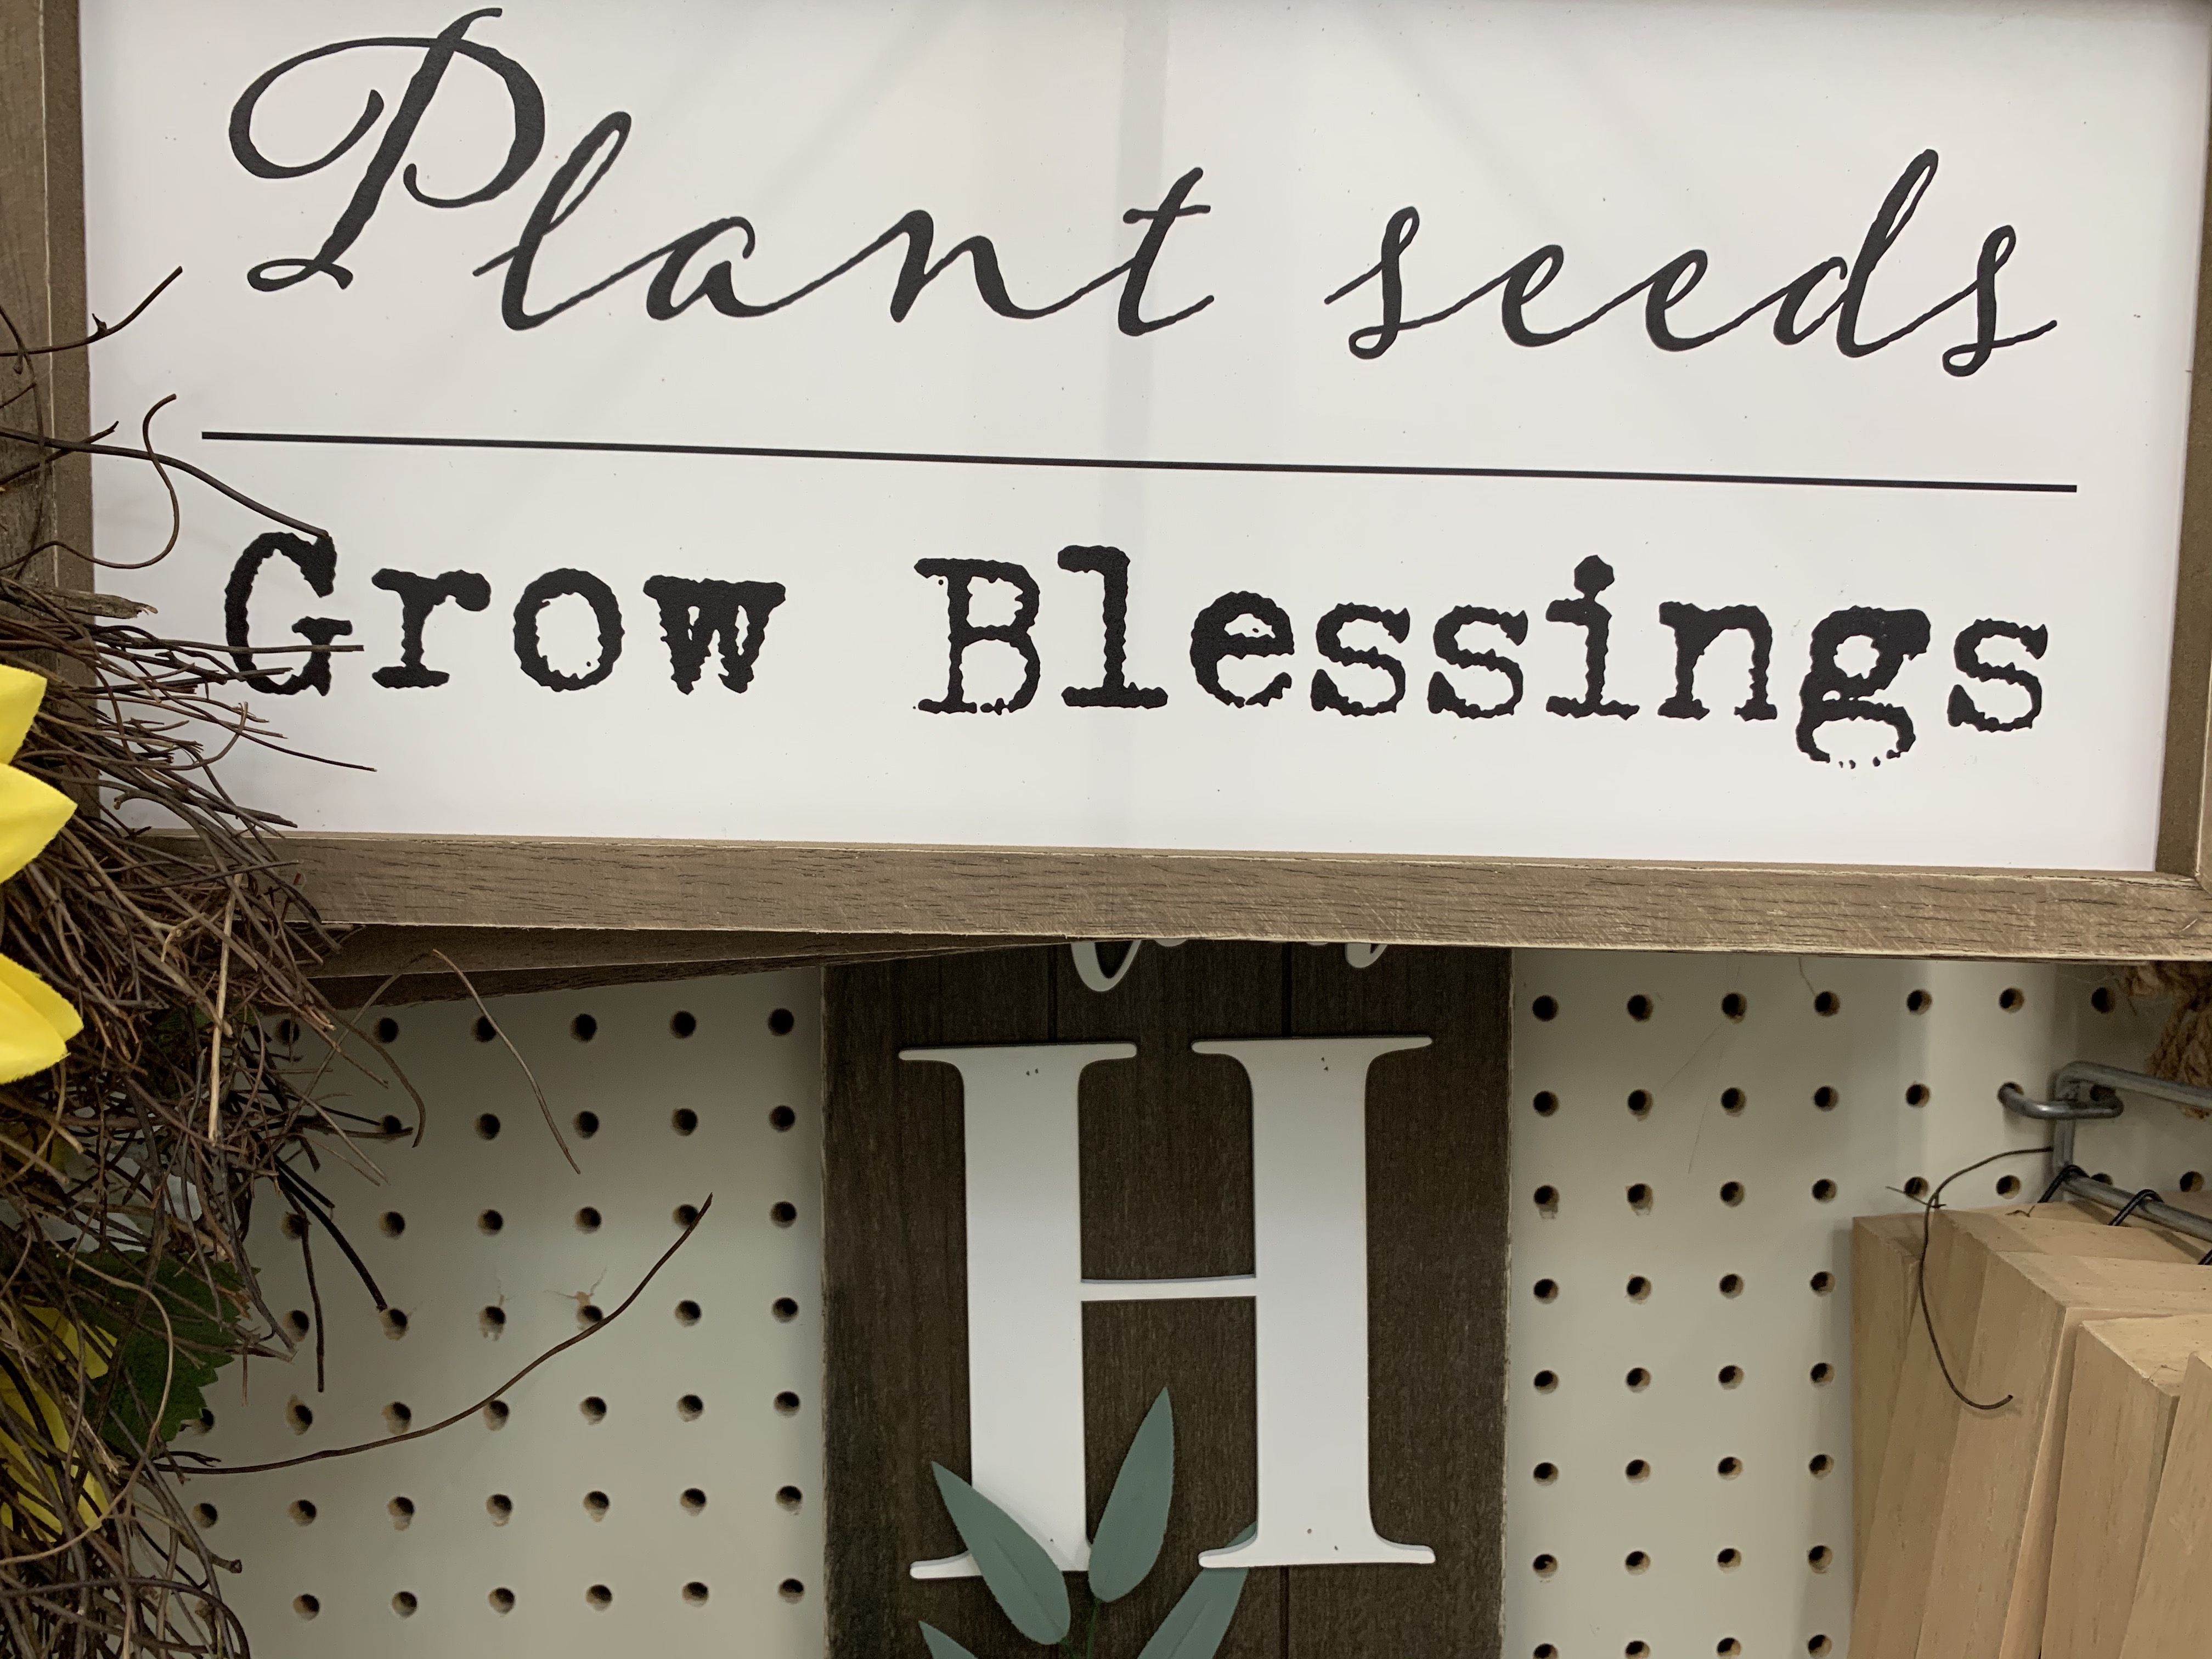 Plant seeds
Grow Blessings
H